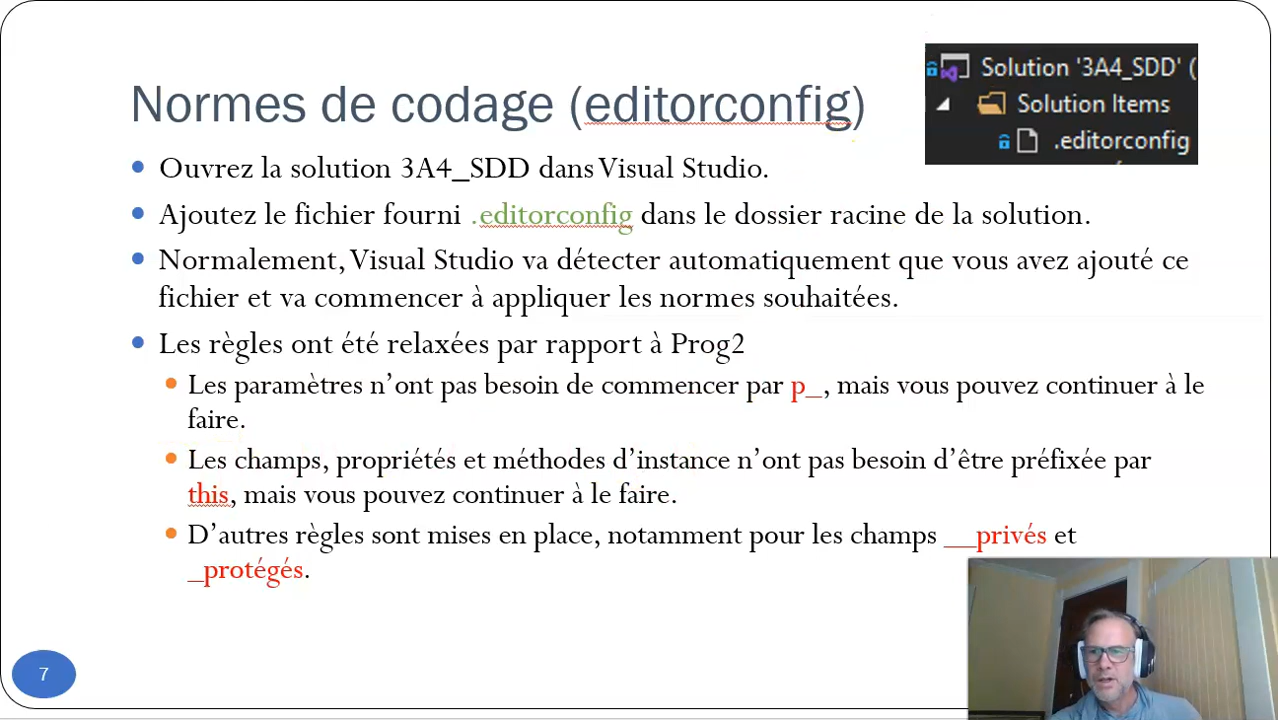 Solution '3A4_SDD' (
Solution Items
.editorconfig
Normes de codage (editorconfig)
Ouvrez la solution 3A4_SDD dans Visual Studio.
Ajoutez le fichier fourni .editorconfig dans le dossier racine de la solution.
Normalement, Visual Studio va détecter automatiquement que vous avez ajouté ce
fichier et va commencer à appliquer les normes souhaitées.
Les règles ont été relaxées par rapport à Prog2
Les paramètres n’ont pas besoin de commencer par p_, mais vous pouvez continuer à le
faire.
Les champs, propriétés et méthodes d’instance n’ont pas besoin d’être préfixée par
this, mais vous pouvez continuer à le faire.
D’autres règles sont mises en place, notamment pour les champs __privés et
_protégés.
7